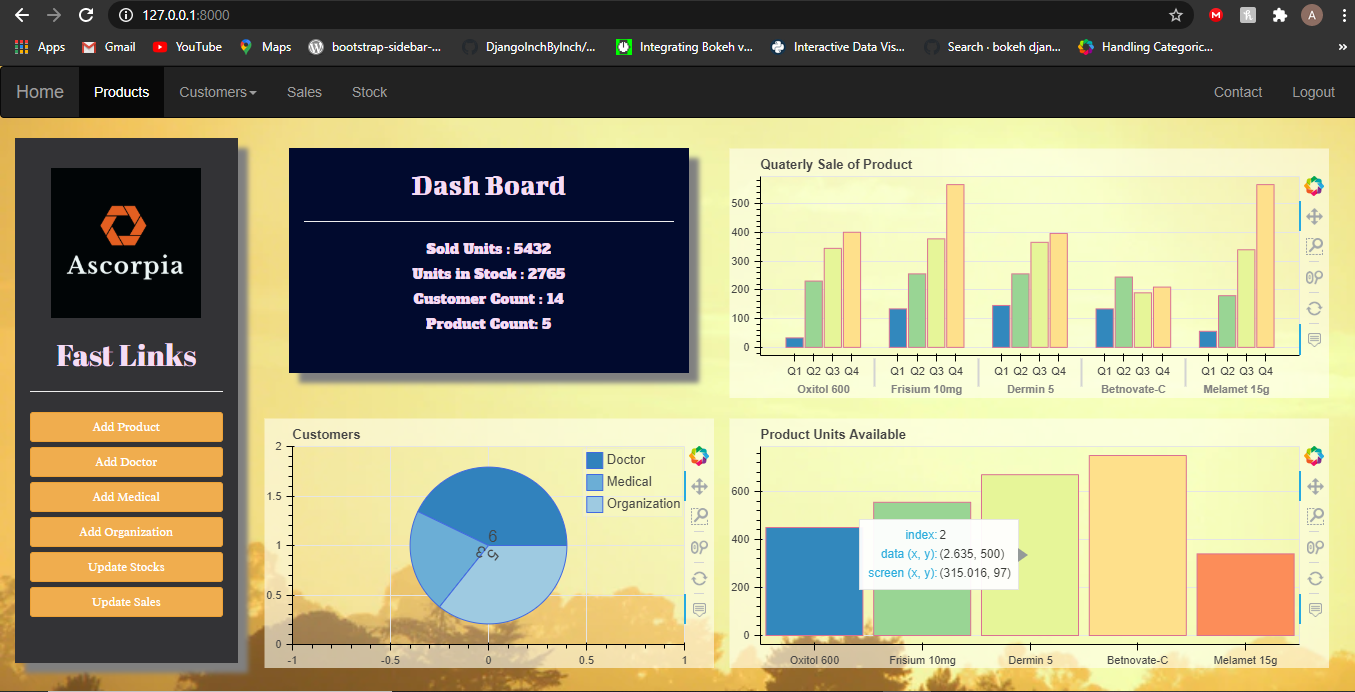 127.0.0.1:8000
A
Apps Gmail YouTube Maps bootstrap-sidebar-... DjangoInchByInch/... Integrating Bokeh v... Interactive Data Vis... Search · bokeh djan... Handling Categoric... »
Home Products Customers Sales Stock Contact Logout
Ascorpia
Fast Links
Add Product
Add Doctor
Add Medical
Add Organization
Update Stocks
Update Sales
Dash Board
Sold Units : 5432
Units in Stock : 2765
Customer Count : 14
Product Count: 5
Quaterly Sale of Product
500
400
300
200
100
0
Q1 Q2 Q3 Q4 Q1 Q2 Q3 Q4 Q1 Q2 Q3 Q4 Q1 Q2 Q3 Q4 Q1 Q2 Q3 Q4
Oxitol 600 Frisium 10mg Dermin 5 Betnovate-C Melamet 15g
Customers
2
1.5
1
0.5
0
-1 -0.5 0 0.5 1
Doctor
Medical
Organization
6
3
5
Product Units Available
600
400
200
0
index: 2
data (x, y): (2.635, 500)
screen (x, y): (315.016, 97)
Oxitol 600 Frisium 10mg Dermin 5 Betnovate-C Melamet 15g